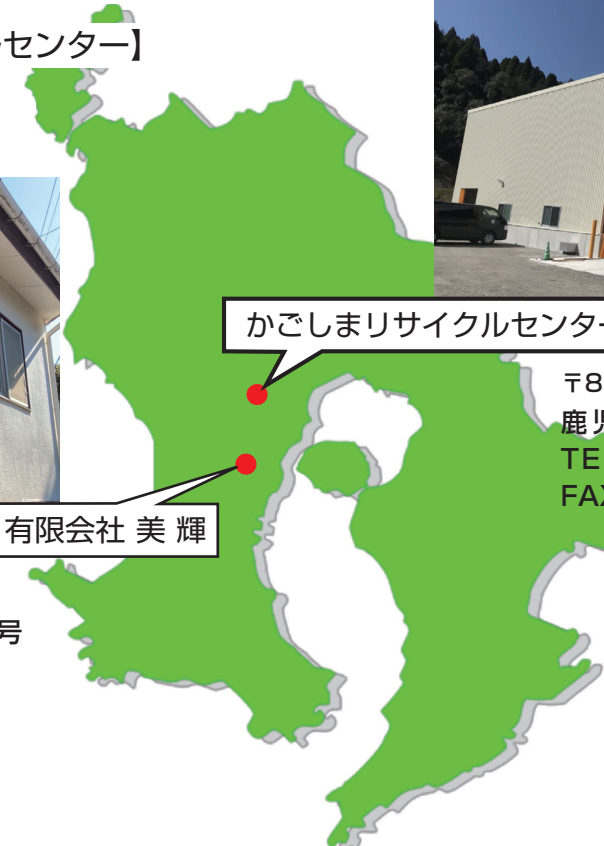 センター】
かごしまリサイクルセンター
〒8
鹿児
TE
FAX
有限会社 美 輝
号